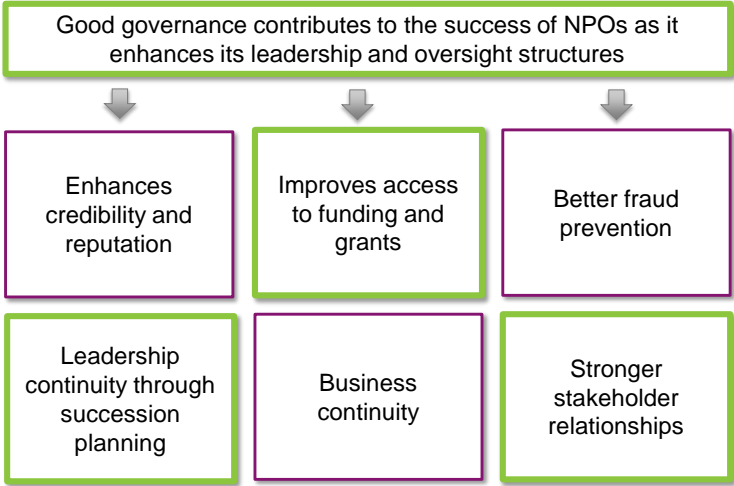 Good governance contributes to the success of NPOs as it
enhances its leadership and oversight structures
Enhances
credibility and
reputation
Improves access
to funding and
grants
Better fraud
prevention
Leadership
continuity through
succession
planning
Business
continuity
Stronger
stakeholder
relationships